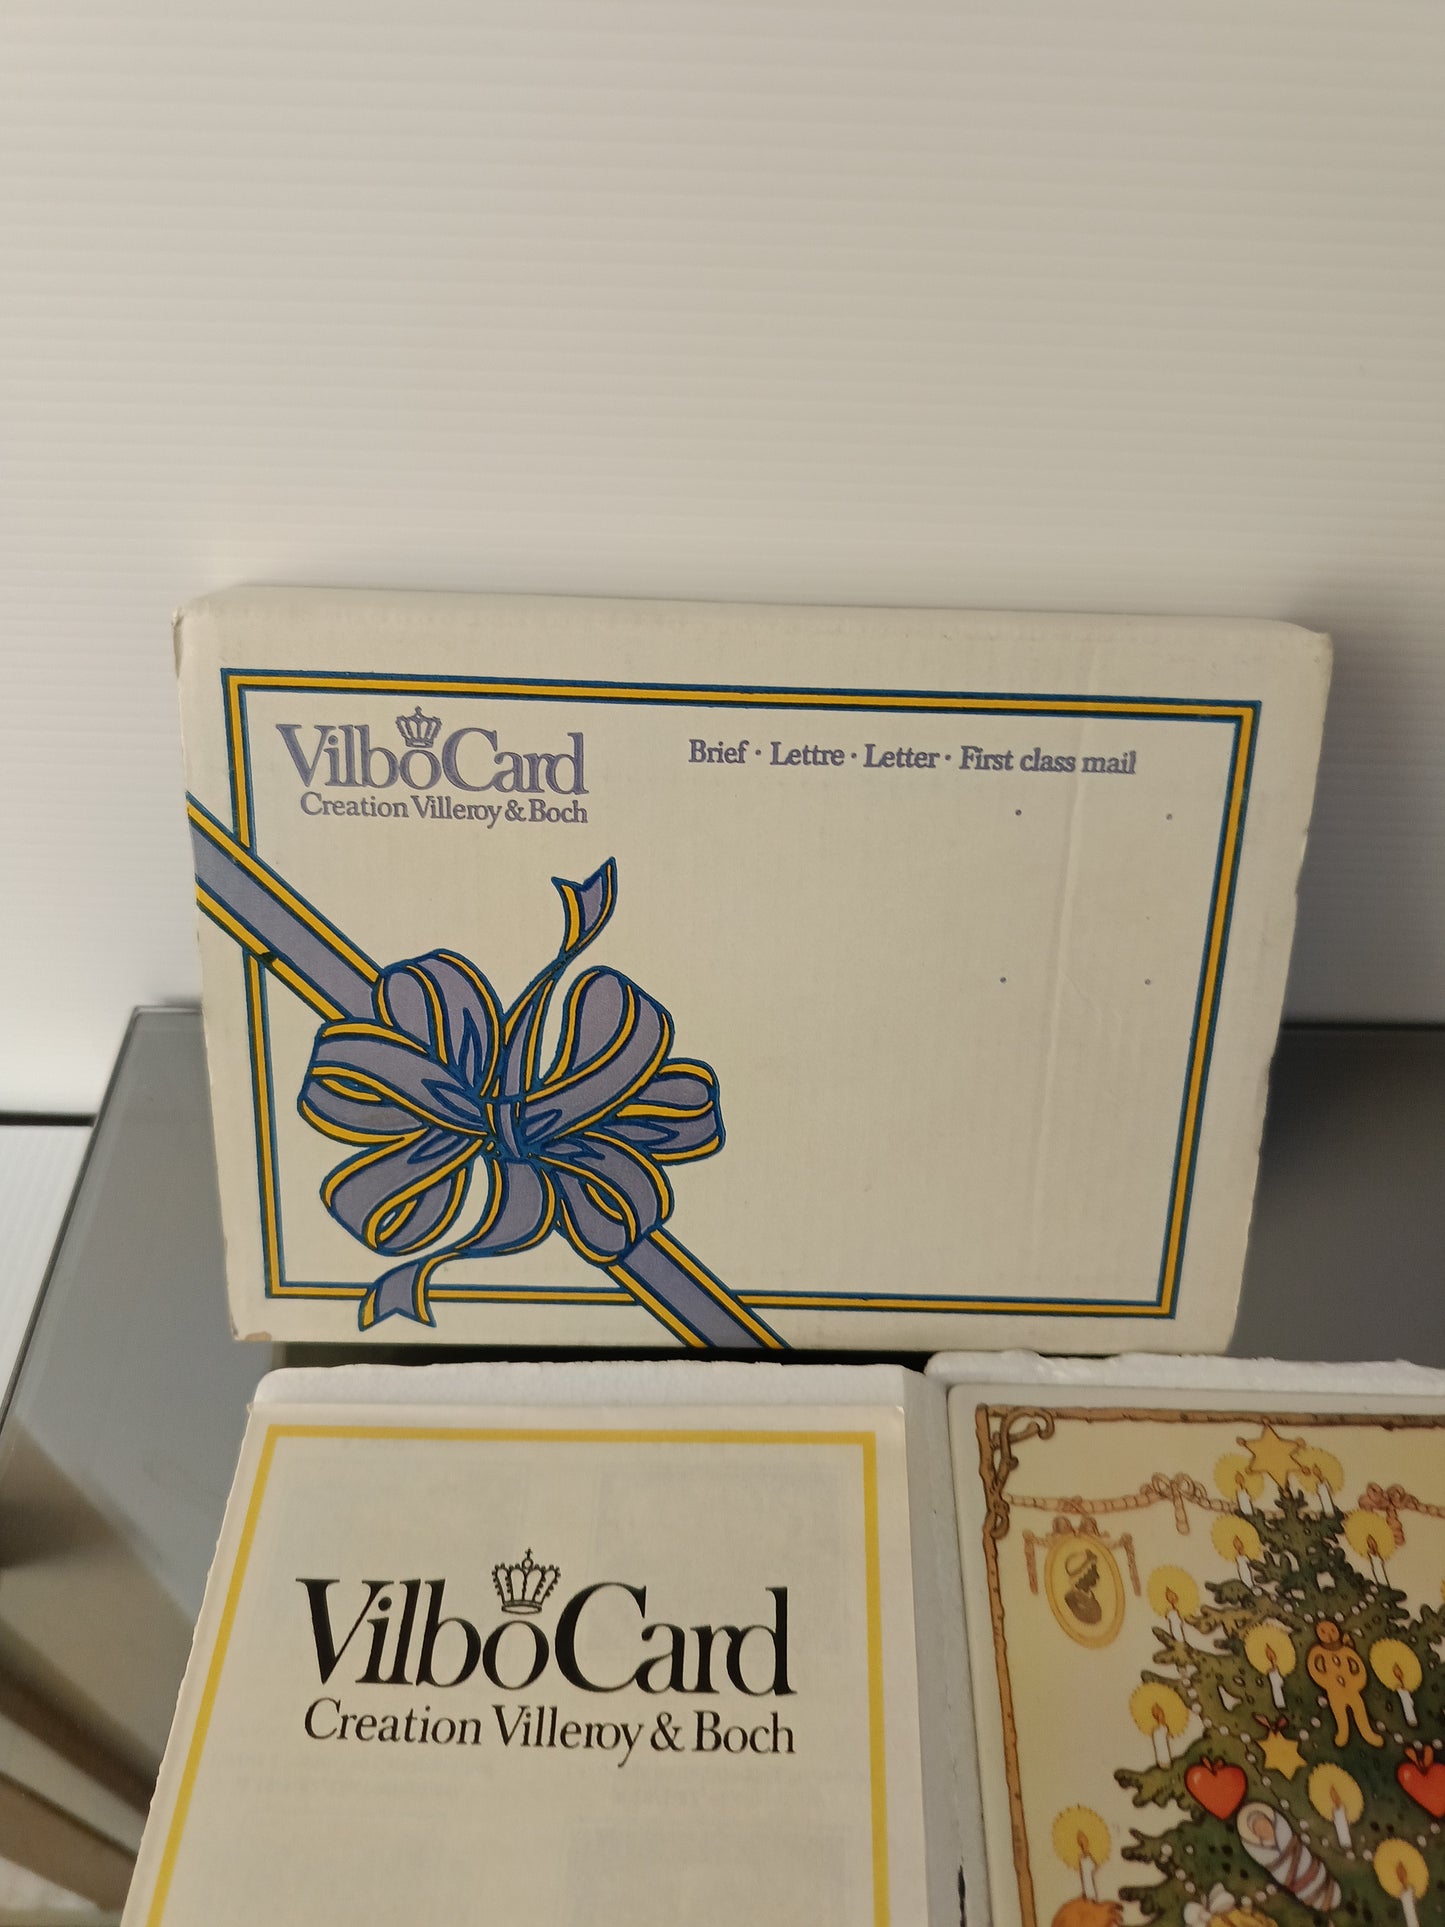 VilboCard
Creation Villeroy & Boch
Brief · Lettre · Letter · First class mail
VilboCard
Creation Villeroy & Boch